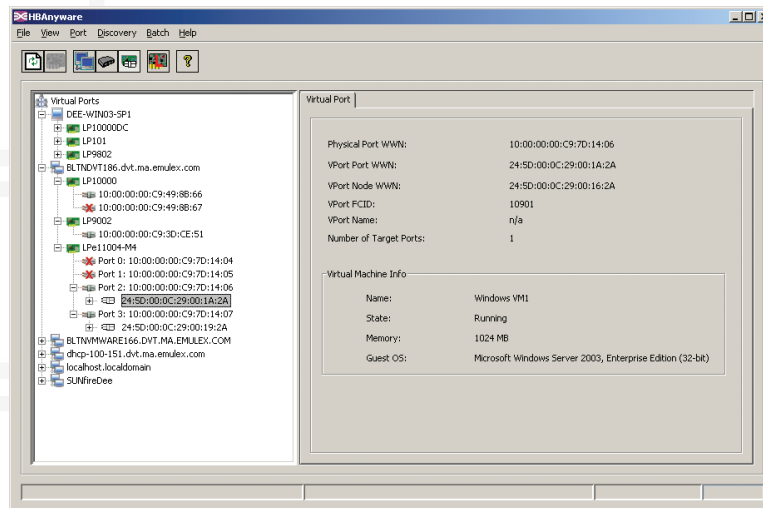 HBAnyware
File View Port Discovery Batch Help
?
Virtual Ports
DEE-WIN03-SP1
LP10000DC
LP101
LP9802
BLTNDVT186.dvt.ma.emulex.com
LP10000
10:00:00:00:C9:49:8B:66
10:00:00:00:C9:49:8B:67
LP9002
10:00:00:00:C9:3D:CE:51
LPe11004-M4
Port 0: 10:00:00:00:C9:7D:14:04
Port 1: 10:00:00:00:C9:7D:14:05
Port 2: 10:00:00:00:C9:7D:14:06
24:5D:00:0C:29:00:1A:2A
Port 3: 10:00:00:00:C9:7D:14:07
24:5D:00:0C:29:00:19:2A
BLTNVMWARE166.DVT.MA.EMULEX.COM
dhcp-100-151.dvt.ma.emulex.com
localhost.localdomain
SUNfireDee
Virtual Port
Physical Port WWN: 10:00:00:00:C9:7D:14:06
VPort Port WWN: 24:5D:00:0C:29:00:1A:2A
VPort Node WWN: 24:5D:00:0C:29:00:16:2A
VPort FCID: 10901
VPort Name: n/a
Number of Target Ports: 1
Virtual Machine Info
Name: Windows VM1
State: Running
Memory: 1024 MB
Guest OS: Microsoft Windows Server 2003, Enterprise Edition (32-bit)